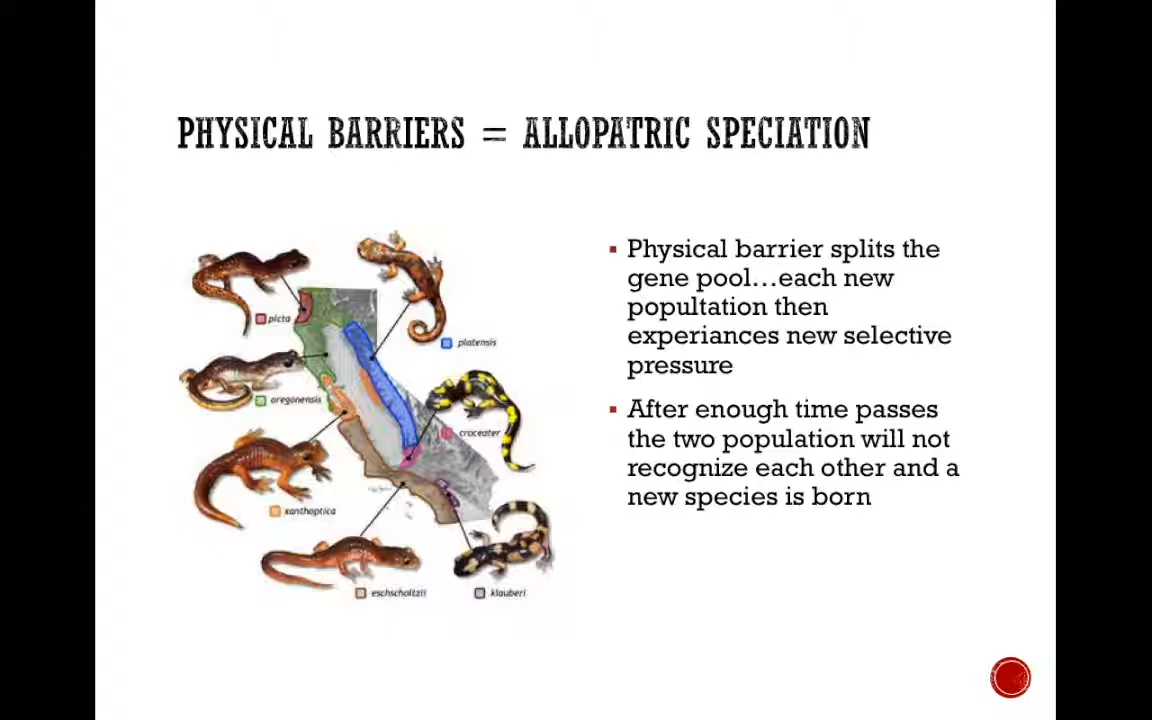 PHYSICAL BARRIERS = ALLOPATRIC SPECIATION
picta
platensis
oregonensis
croceater
xanthoptica
eschscholtzii
klauberi
Physical barrier splits the
gene pool...each new
popultation then
experiances new selective
pressure
After enough time passes
the two population will not
recognize each other and a
new species is born